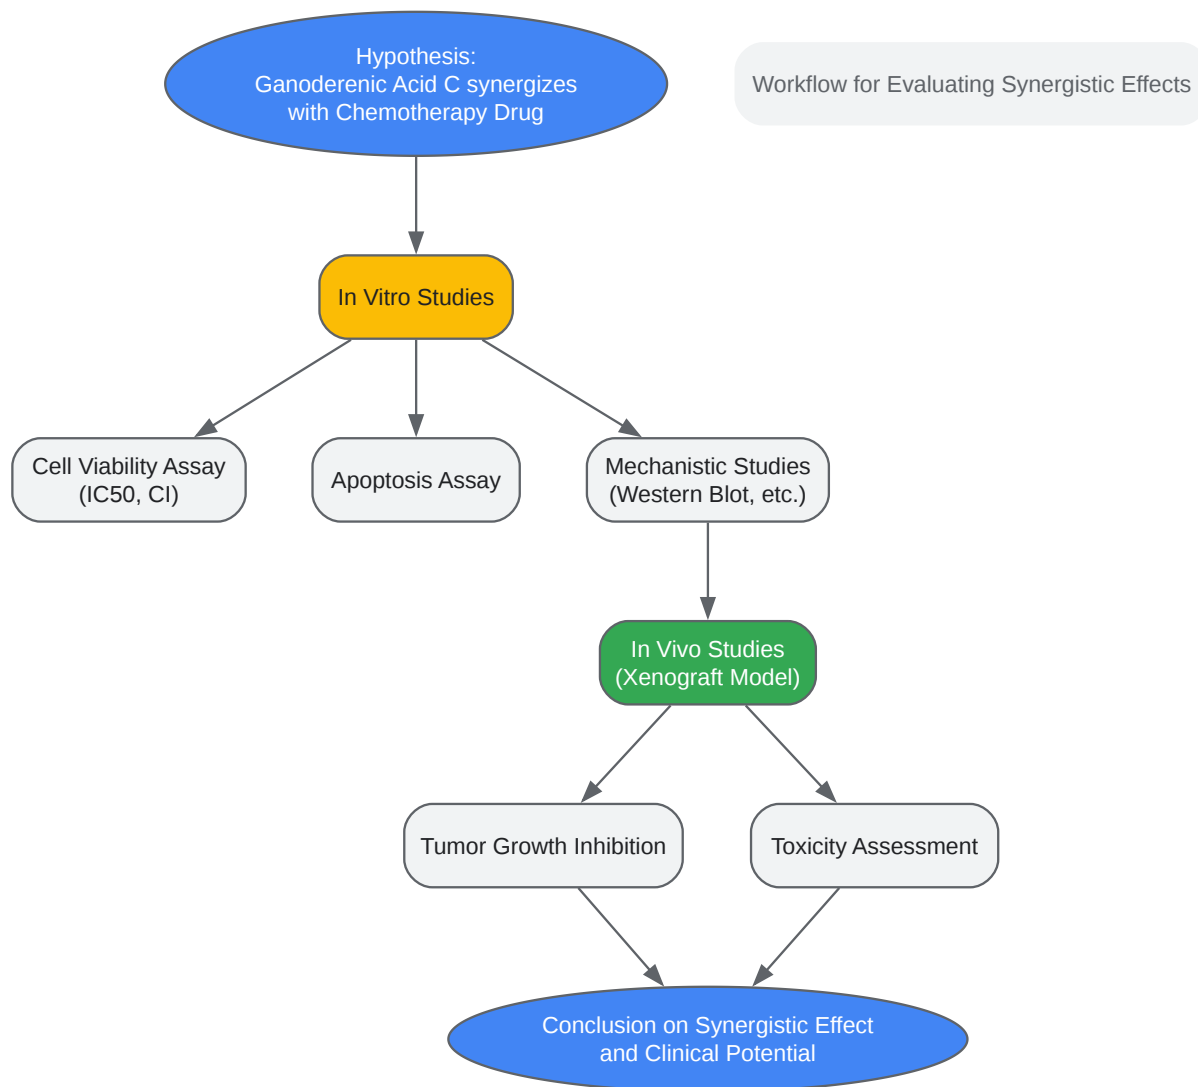 Hypothesis:
Ganoderenic Acid C synergizes
with Chemotherapy Drug
Workflow for Evaluating Synergistic Effects
In Vitro Studies
Cell Viability Assay
(IC50, CI)
Apoptosis Assay
Mechanistic Studies
(Western Blot, etc.)
In Vivo Studies
(Xenograft Model)
Tumor Growth Inhibition
Toxicity Assessment
Conclusion on Synergistic Effect
and Clinical Potential